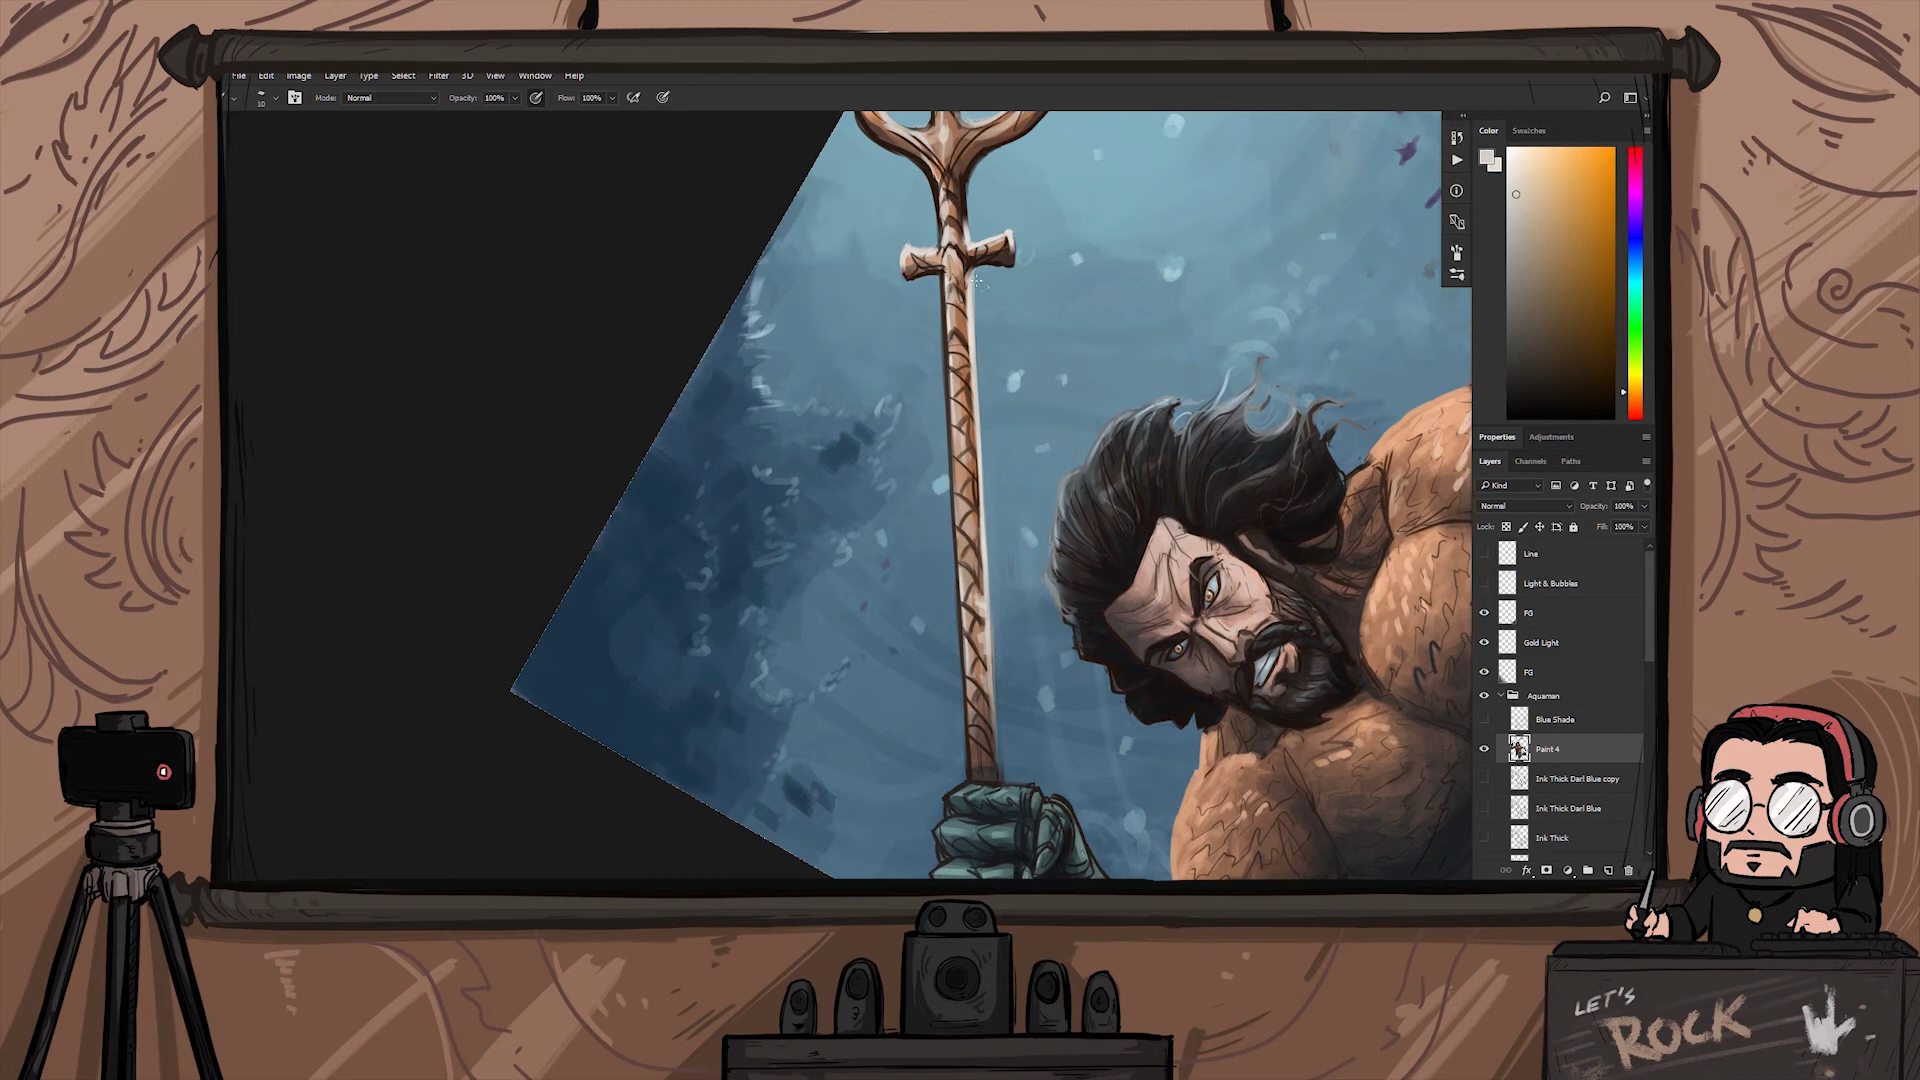 File Edit Image Layer Type Select Filter 3D View Window Help
10 Mode: Normal Opacity: 100% Flow: 100%
Color Swatches
Properties Adjustments
Layers Channels Paths
Kind
Normal Opacity: 100%
Lock: Fill: 100%
Line
Light & Bubbles
FG
Gold Light
FG
Aquaman
Blue Shade
Paint 4
Ink Thick Darl Blue copy
Ink Thick Darl Blue
Ink Thick
fx
LET'S
ROCK